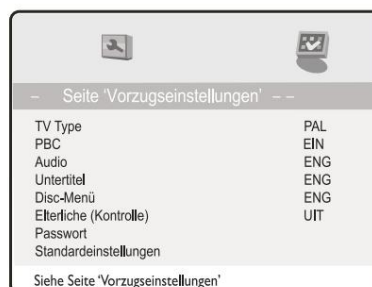 – Seite 'Vorzugseinstellungen' – –
TV Type PAL
PBC EIN
Audio ENG
Untertitel ENG
Disc-Menü ENG
Elterliche (Kontrolle) UIT
Passwort
Standardeinstellungen
Siehe Seite 'Vorzugseinstellungen'